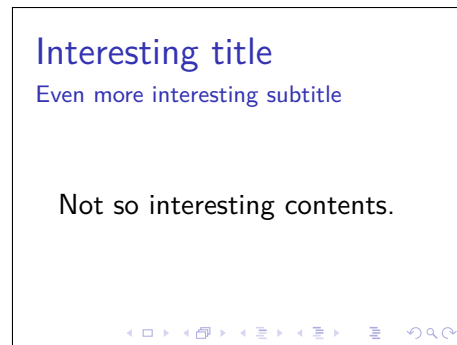 Interesting title
Even more interesting subtitle
Not so interesting contents.